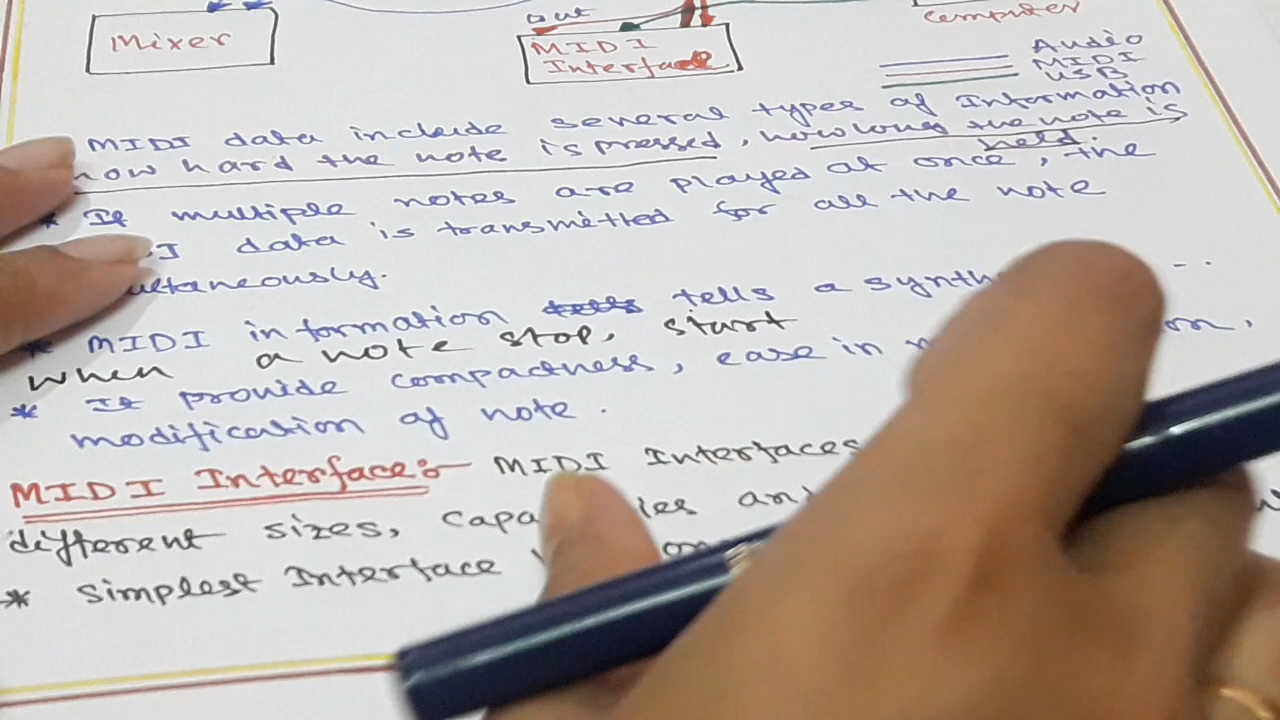 out
computer
Mixer
MIDI
Interface
Audio
MIDI
USB
MIDI data include several types of Information
how hard the note is pressed, how long the note is
held.
* If multiple notes are played at once, the
data is transmitted for all the note
* MIDI information tells a
when a note stop, start
* It provide compactness, ease in
modification of note.
MIDI Interface:- MIDI Interfaces
different sizes,
* Simplest Interface